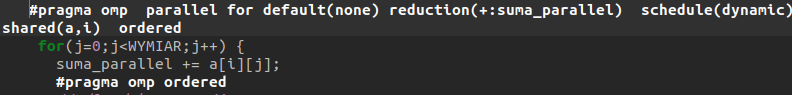 #pragma omp  parallel for default(none) reduction(+:suma_parallel)  schedule(dynamic)
shared(a,i)  ordered
for(j=0;j<WYMIAR;j++) {
suma_parallel += a[i][j];
#pragma omp ordered